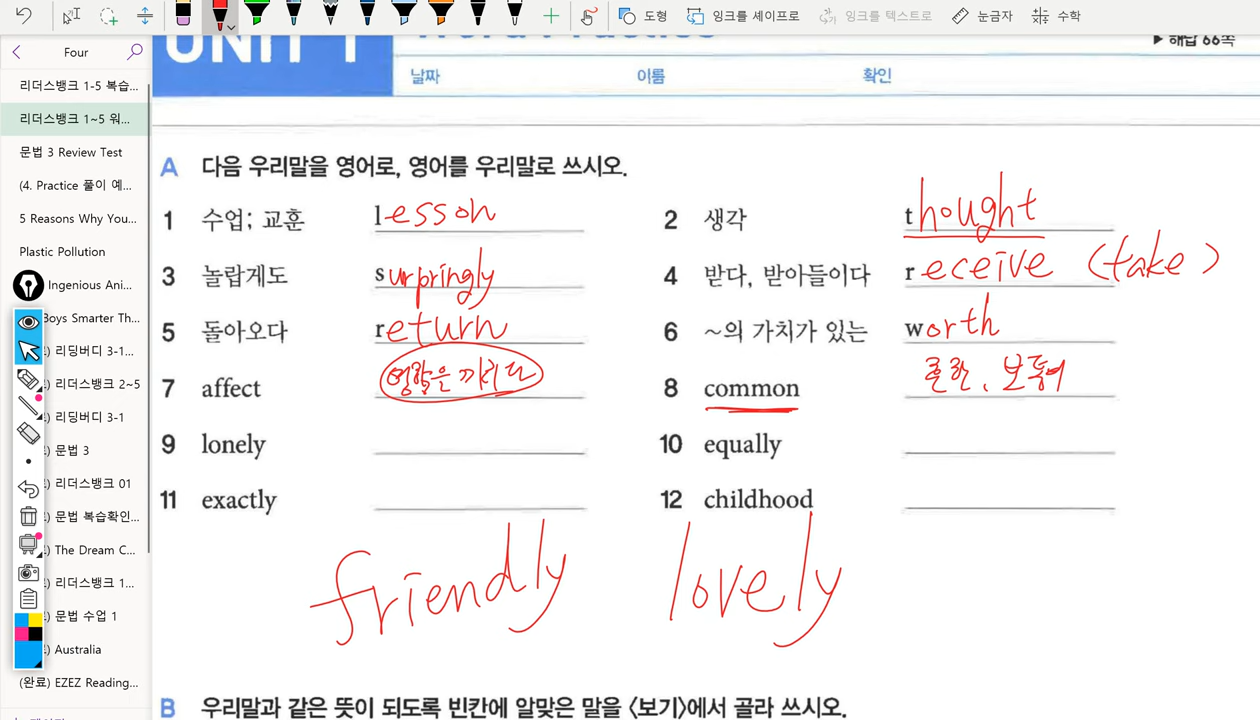 도형
잉크를 셰이프로
잉크를 텍스트로
눈금자
수학
Four
리더스뱅크 1-5 복습...
리더스뱅크 1~5 워...
문법 3 Review Test
(4. Practice 풀이 예...
5 Reasons Why You...
Plastic Pollution
Ingenious Ani...
Boys Smarter Th...
) 리딩버디 3-1...
) 리더스뱅크 2~5
) 리딩버디 3-1
) 문법 3
) 리더스뱅크 01
) 문법 복습확인...
) The Dream C...
) 리더스뱅크 1...
) 문법 수업 1
) Australia
(완료) EZEZ Reading...
UNIT 1 Word Practice
▶ 해답 66쪽
날짜 이름 확인
A 다음 우리말을 영어로, 영어를 우리말로 쓰시오.
1 수업; 교훈 lesson
2 생각 thought
3 놀랍게도 surpringly
4 받다, 받아들이다 receive (take)
5 돌아오다 return
6 ~의 가치가 있는 worth
7 affect 영향을 끼치다
8 common 흔한, 보통의
9 lonely
10 equally
11 exactly
12 childhood
friendly lovely
B 우리말과 같은 뜻이 되도록 빈칸에 알맞은 말을 〈보기〉에서 골라 쓰시오.